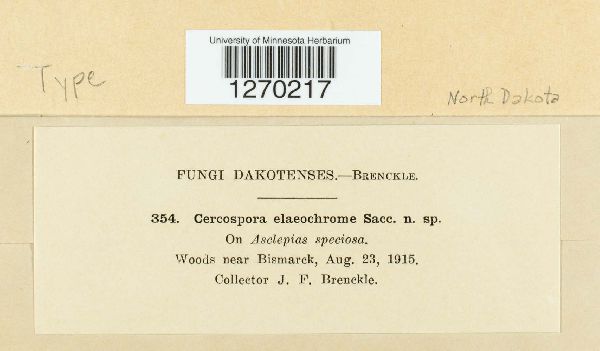 University of Minnesota Herbarium
1270217
Type
North Dakota
FUNGI DAKOTENSES.—BRENCKLE.
354. Cercospora elaeochrome Sacc. n. sp.
On Asclepias speciosa.
Woods near Bismarck, Aug. 23, 1915.
Collector J. F. Brenckle.